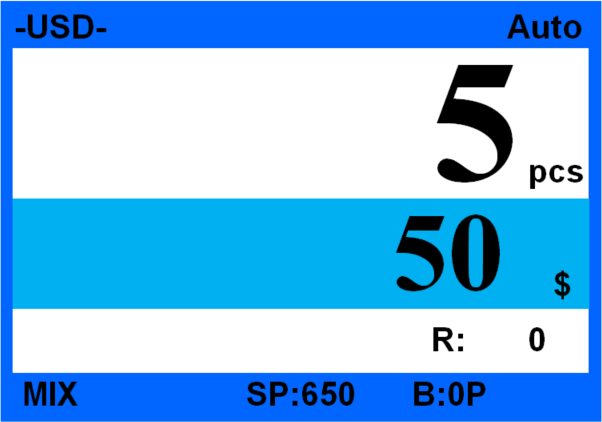 -USD- Auto
5 pcs
50 $
R: 0
MIX SP:650 B:0P